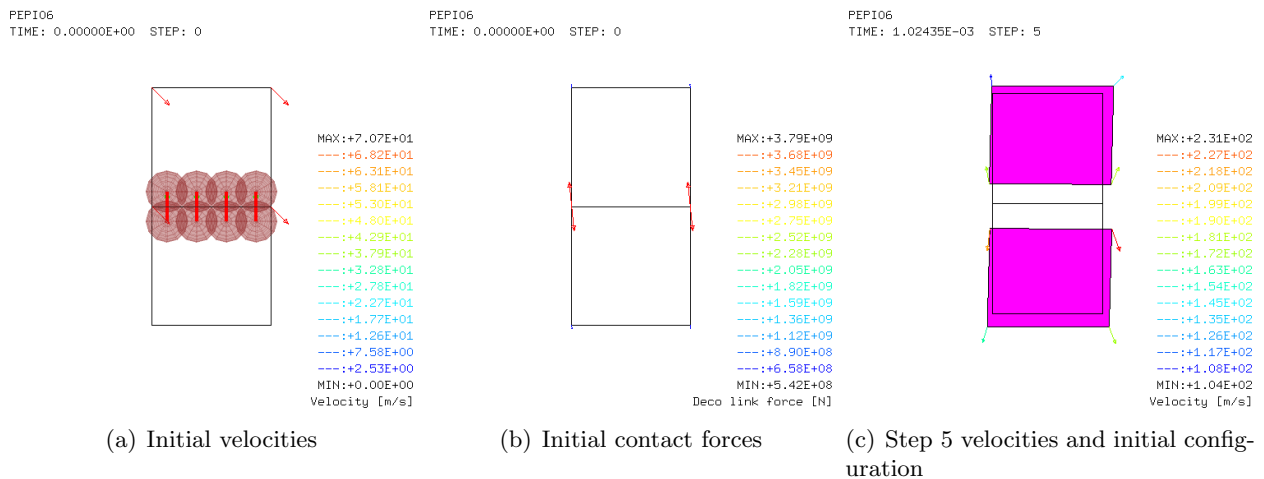 PEPI06
TIME: 0.00000E+00 STEP: 0
MAX:+7.07E+01
---:+6.82E+01
---:+6.31E+01
---:+5.81E+01
---:+5.30E+01
---:+4.80E+01
---:+4.29E+01
---:+3.79E+01
---:+3.28E+01
---:+2.78E+01
---:+2.27E+01
---:+1.77E+01
---:+1.26E+01
---:+7.58E+00
---:+2.53E+00
MIN:+0.00E+00
Velocity [m/s]
(a) Initial velocities
PEPI06
TIME: 0.00000E+00 STEP: 0
MAX:+3.79E+09
---:+3.68E+09
---:+3.45E+09
---:+3.21E+09
---:+2.98E+09
---:+2.75E+09
---:+2.52E+09
---:+2.28E+09
---:+2.05E+09
---:+1.82E+09
---:+1.59E+09
---:+1.36E+09
---:+1.12E+09
---:+8.90E+08
---:+6.58E+08
MIN:+5.42E+08
Deco link force [N]
(b) Initial contact forces
PEPI06
TIME: 1.02435E-03 STEP: 5
MAX:+2.31E+02
---:+2.27E+02
---:+2.18E+02
---:+2.09E+02
---:+1.99E+02
---:+1.90E+02
---:+1.81E+02
---:+1.72E+02
---:+1.63E+02
---:+1.54E+02
---:+1.45E+02
---:+1.35E+02
---:+1.26E+02
---:+1.17E+02
---:+1.08E+02
MIN:+1.04E+02
Velocity [m/s]
(c) Step 5 velocities and initial config-
uration